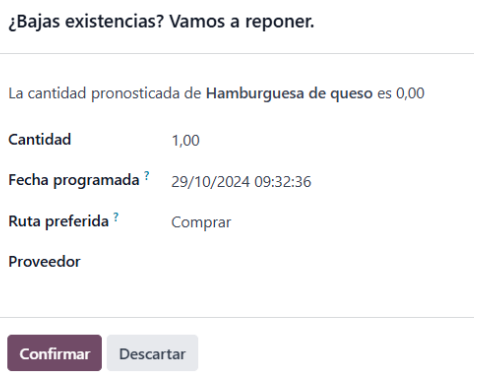 ¿Bajas existencias? Vamos a reponer.
La cantidad pronosticada de Hamburguesa de queso es 0,00
Cantidad 1,00
Fecha programada ? 29/10/2024 09:32:36
Ruta preferida ? Comprar
Proveedor
Confirmar Descartar